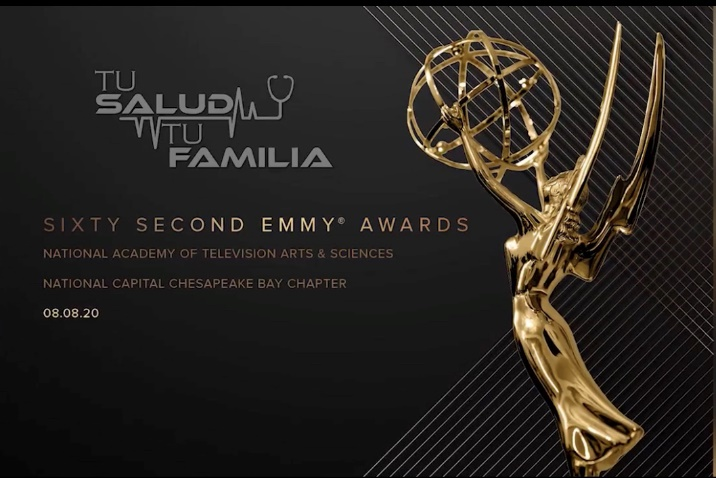 TU
SALUD Y
TU
FAMILIA
SIXTY SECOND EMMY® AWARDS
NATIONAL ACADEMY OF TELEVISION ARTS & SCIENCES
NATIONAL CAPITAL CHESAPEAKE BAY CHAPTER
08.08.20